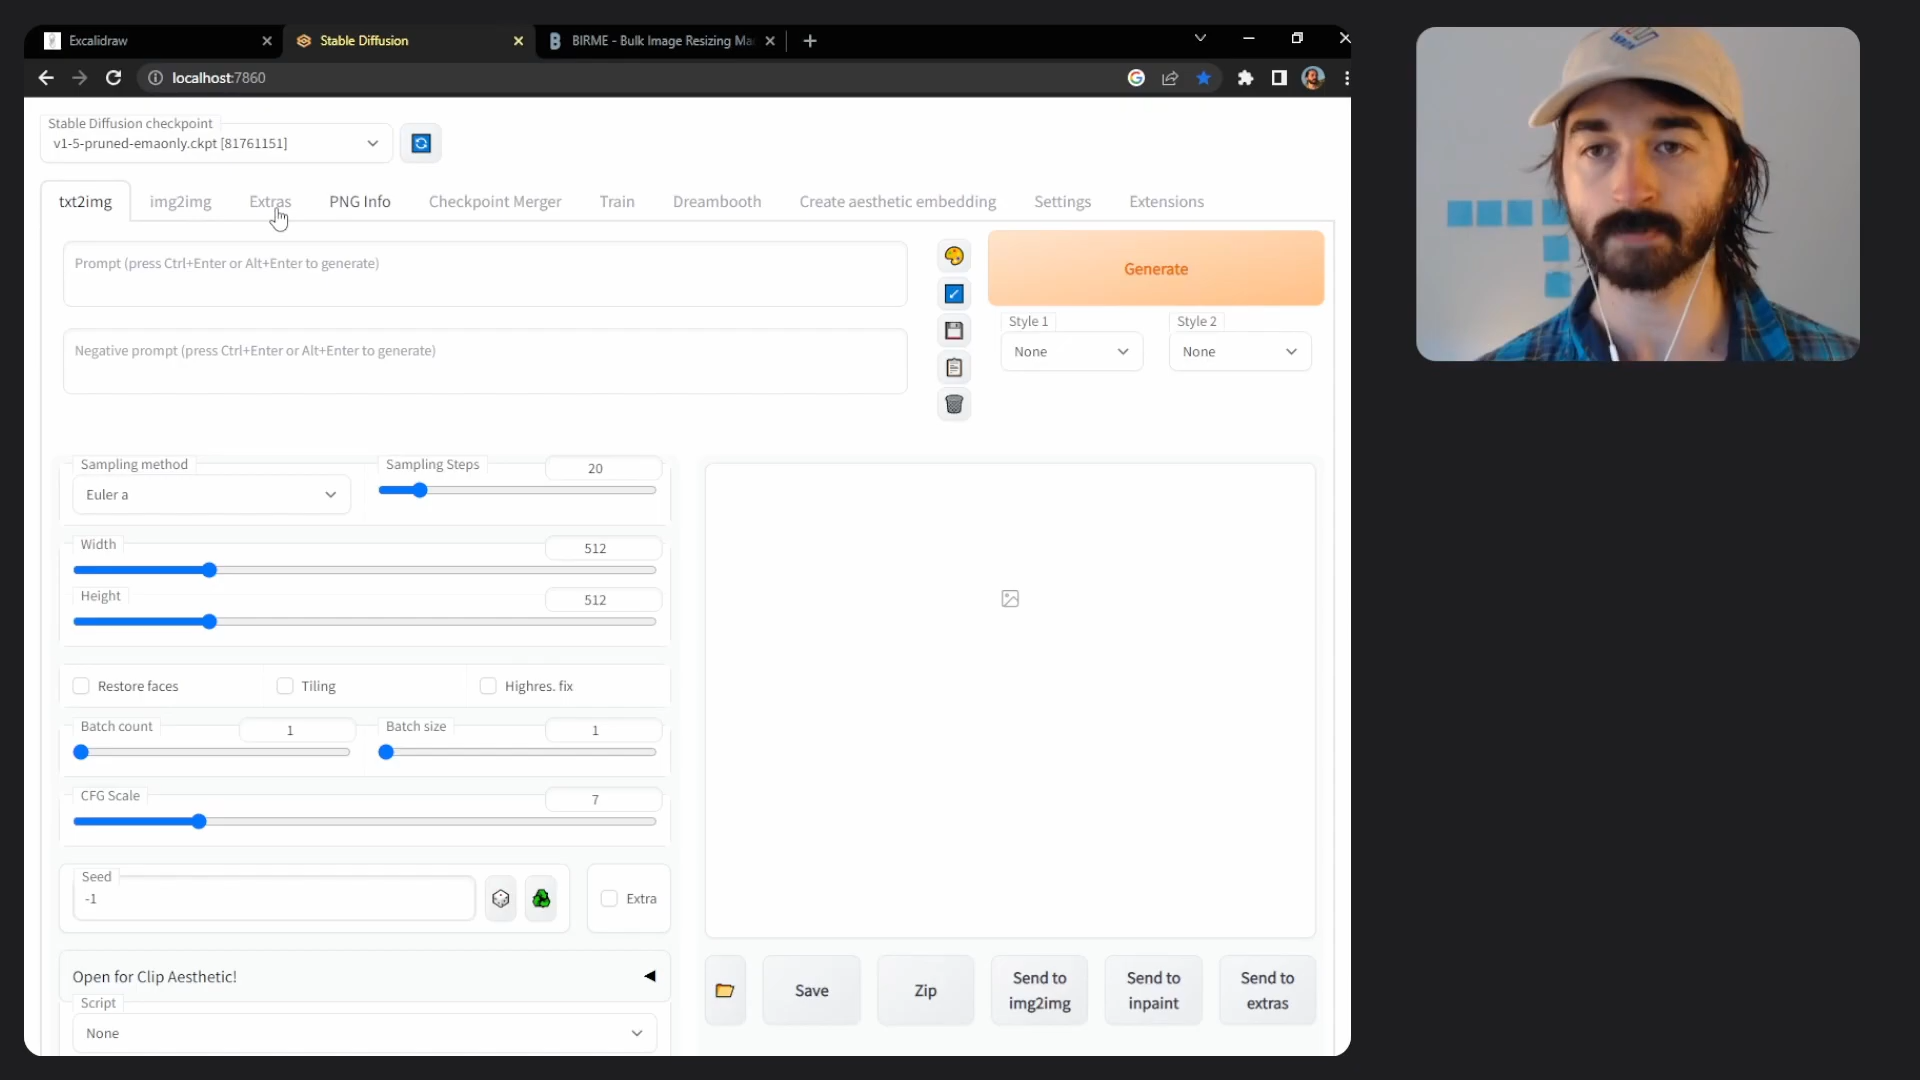 Excalidraw
Stable Diffusion
BIRME - Bulk Image Resizing Ma
localhost:7860
Stable Diffusion checkpoint
v1-5-pruned-emaonly.ckpt [81761151]
txt2img
img2img
Extras
PNG Info
Checkpoint Merger
Train
Dreambooth
Create aesthetic embedding
Settings
Extensions
Prompt (press Ctrl+Enter or Alt+Enter to generate)
Negative prompt (press Ctrl+Enter or Alt+Enter to generate)
Generate
Style 1
None
Style 2
None
Sampling method
Euler a
Sampling Steps
20
Width
512
Height
512
Restore faces
Tiling
Highres. fix
Batch count
1
Batch size
1
CFG Scale
7
Seed
-1
Extra
Open for Clip Aesthetic!
Script
None
Save
Zip
Send to
img2img
Send to
inpaint
Send to
extras